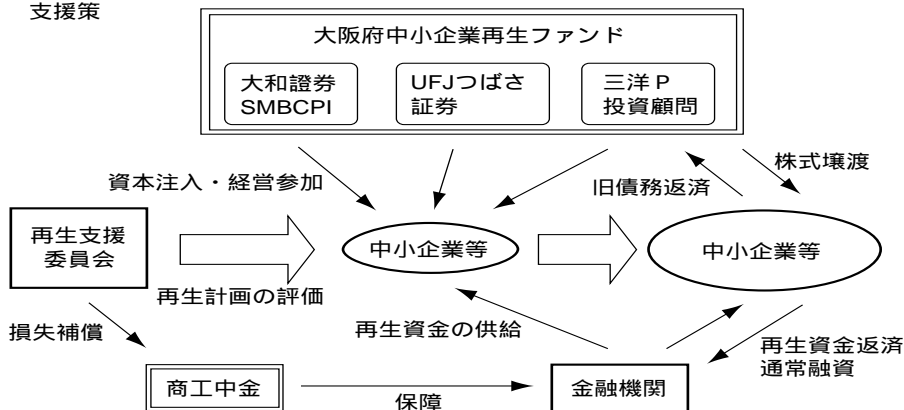 支援策
大阪府中小企業再生ファンド
大和證券
SMBCPI
UFJつばさ
証券
三洋P
投資顧問
資本注入・経営参加
旧債務返済
株式壌渡
再生支援
委員会
中小企業等
中小企業等
再生計画の評価
損失補償
再生資金の供給
再生資金返済
通常融資
商工中金
保障
金融機関